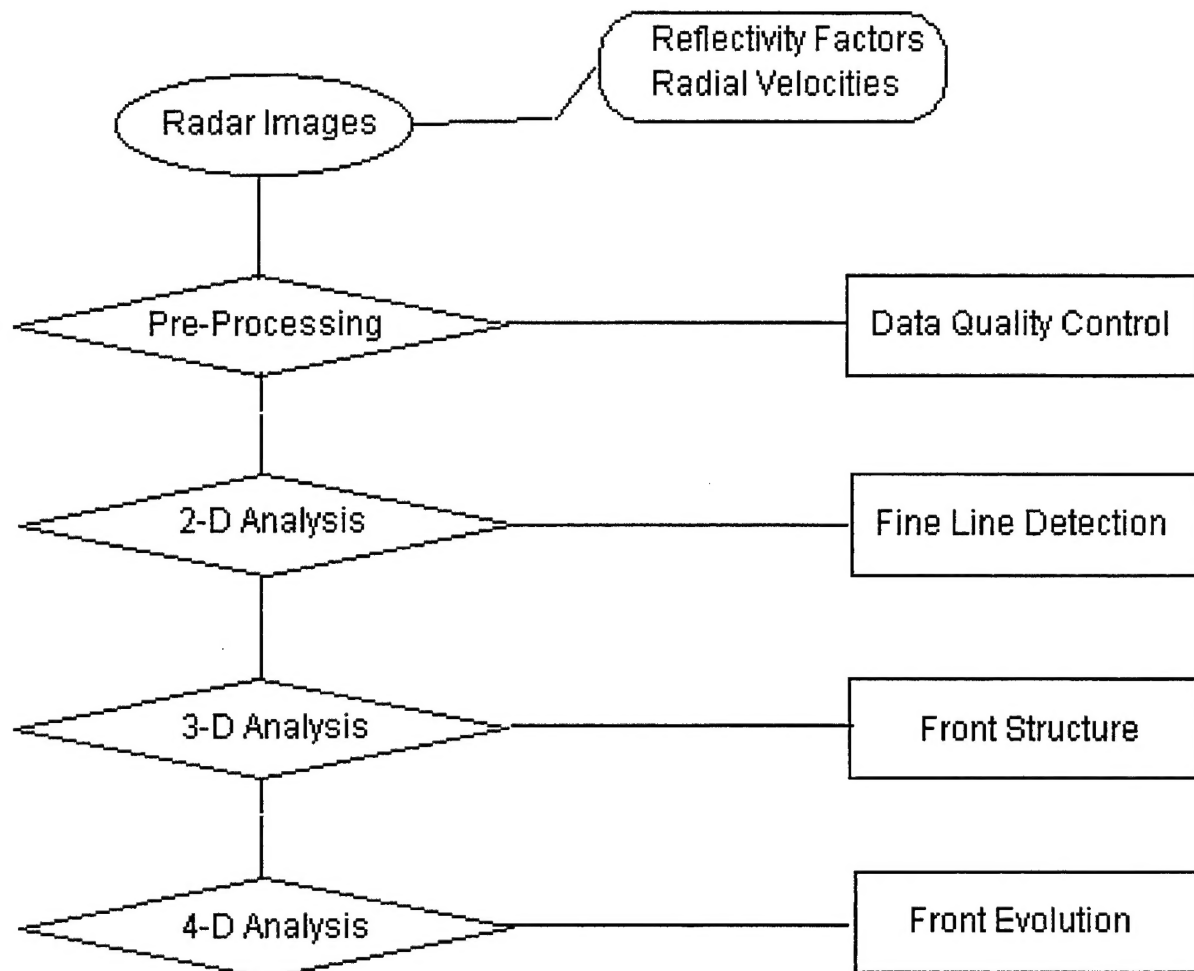 Reflectivity Factors
Radial Velocities
Radar Images
Pre-Processing
Data Quality Control
2-D Analysis
Fine Line Detection
3-D Analysis
Front Structure
4-D Analysis
Front Evolution